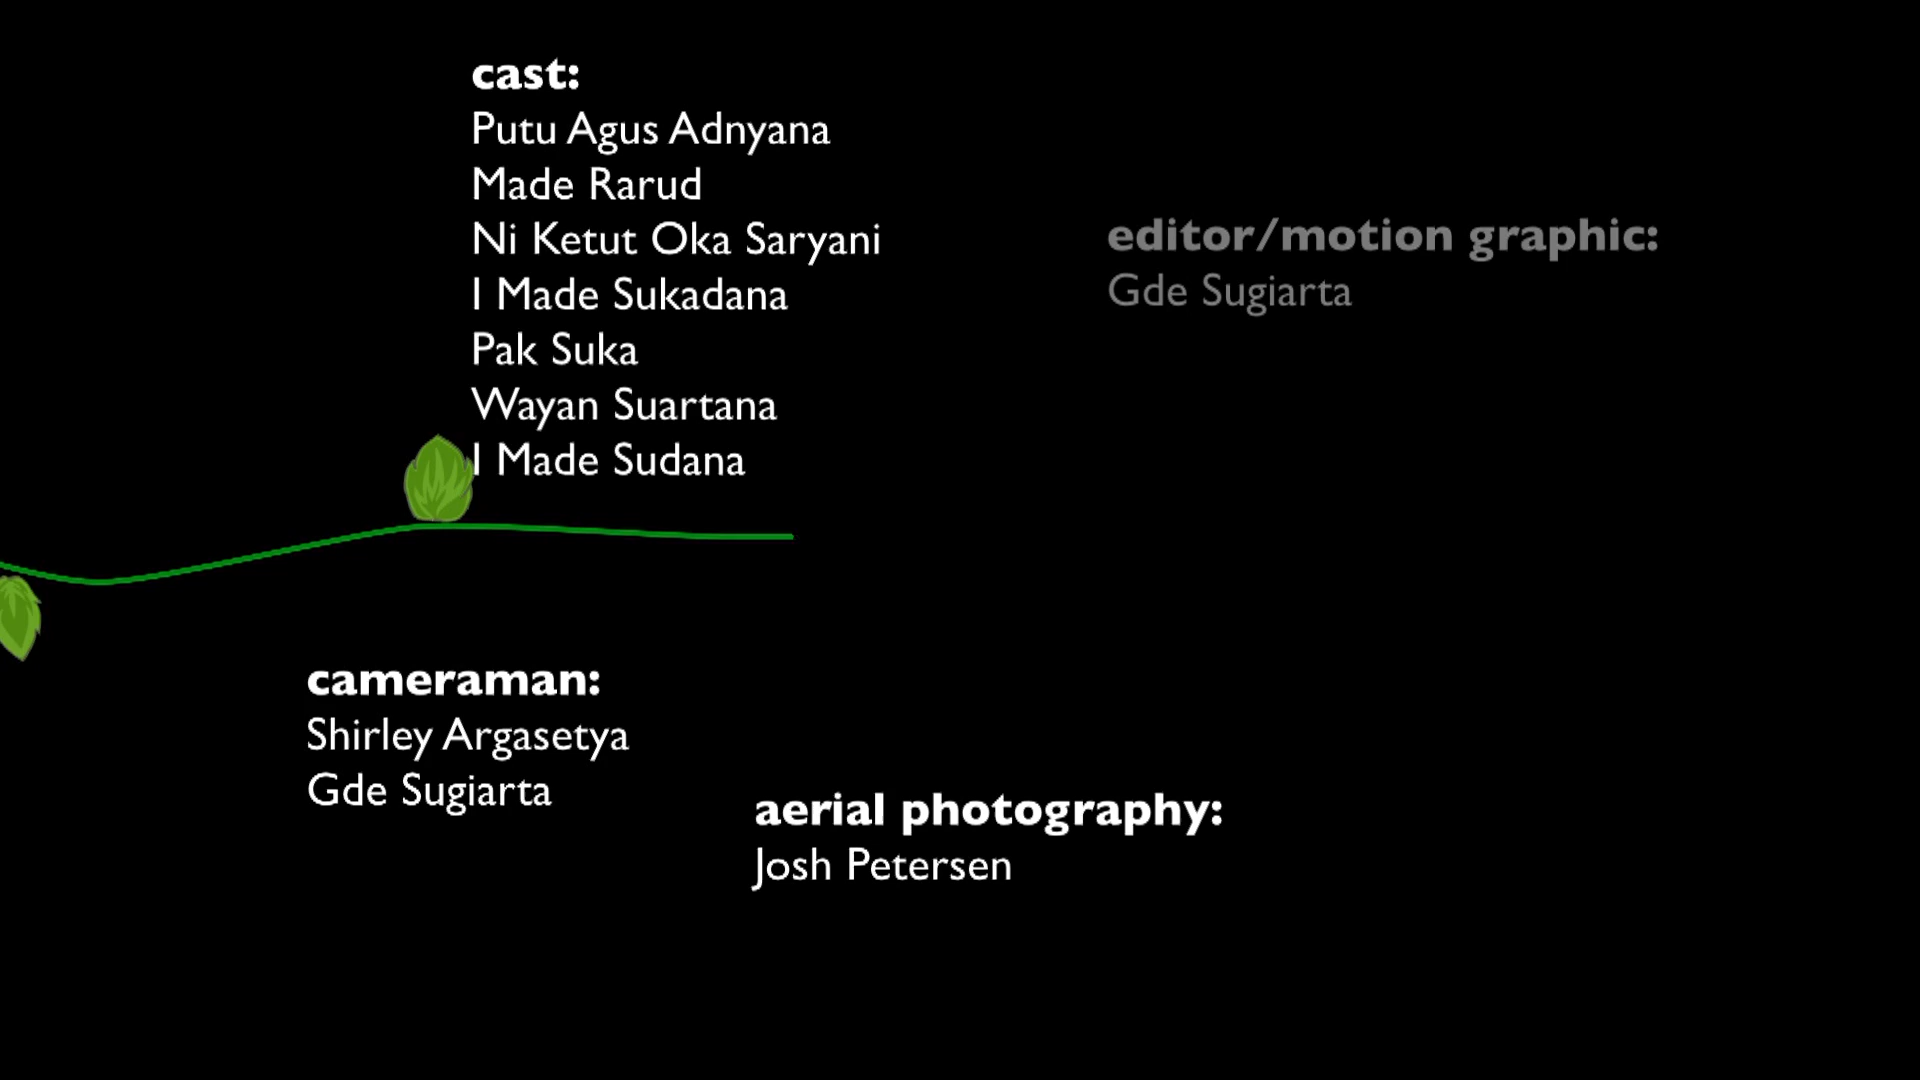 cast:
Putu Agus Adnyana
Made Rarud
Ni Ketut Oka Saryani
I Made Sukadana
Pak Suka
Wayan Suartana
I Made Sudana
editor/motion graphic:
Gde Sugiarta
cameraman:
Shirley Argasetya
Gde Sugiarta
aerial photography:
Josh Petersen